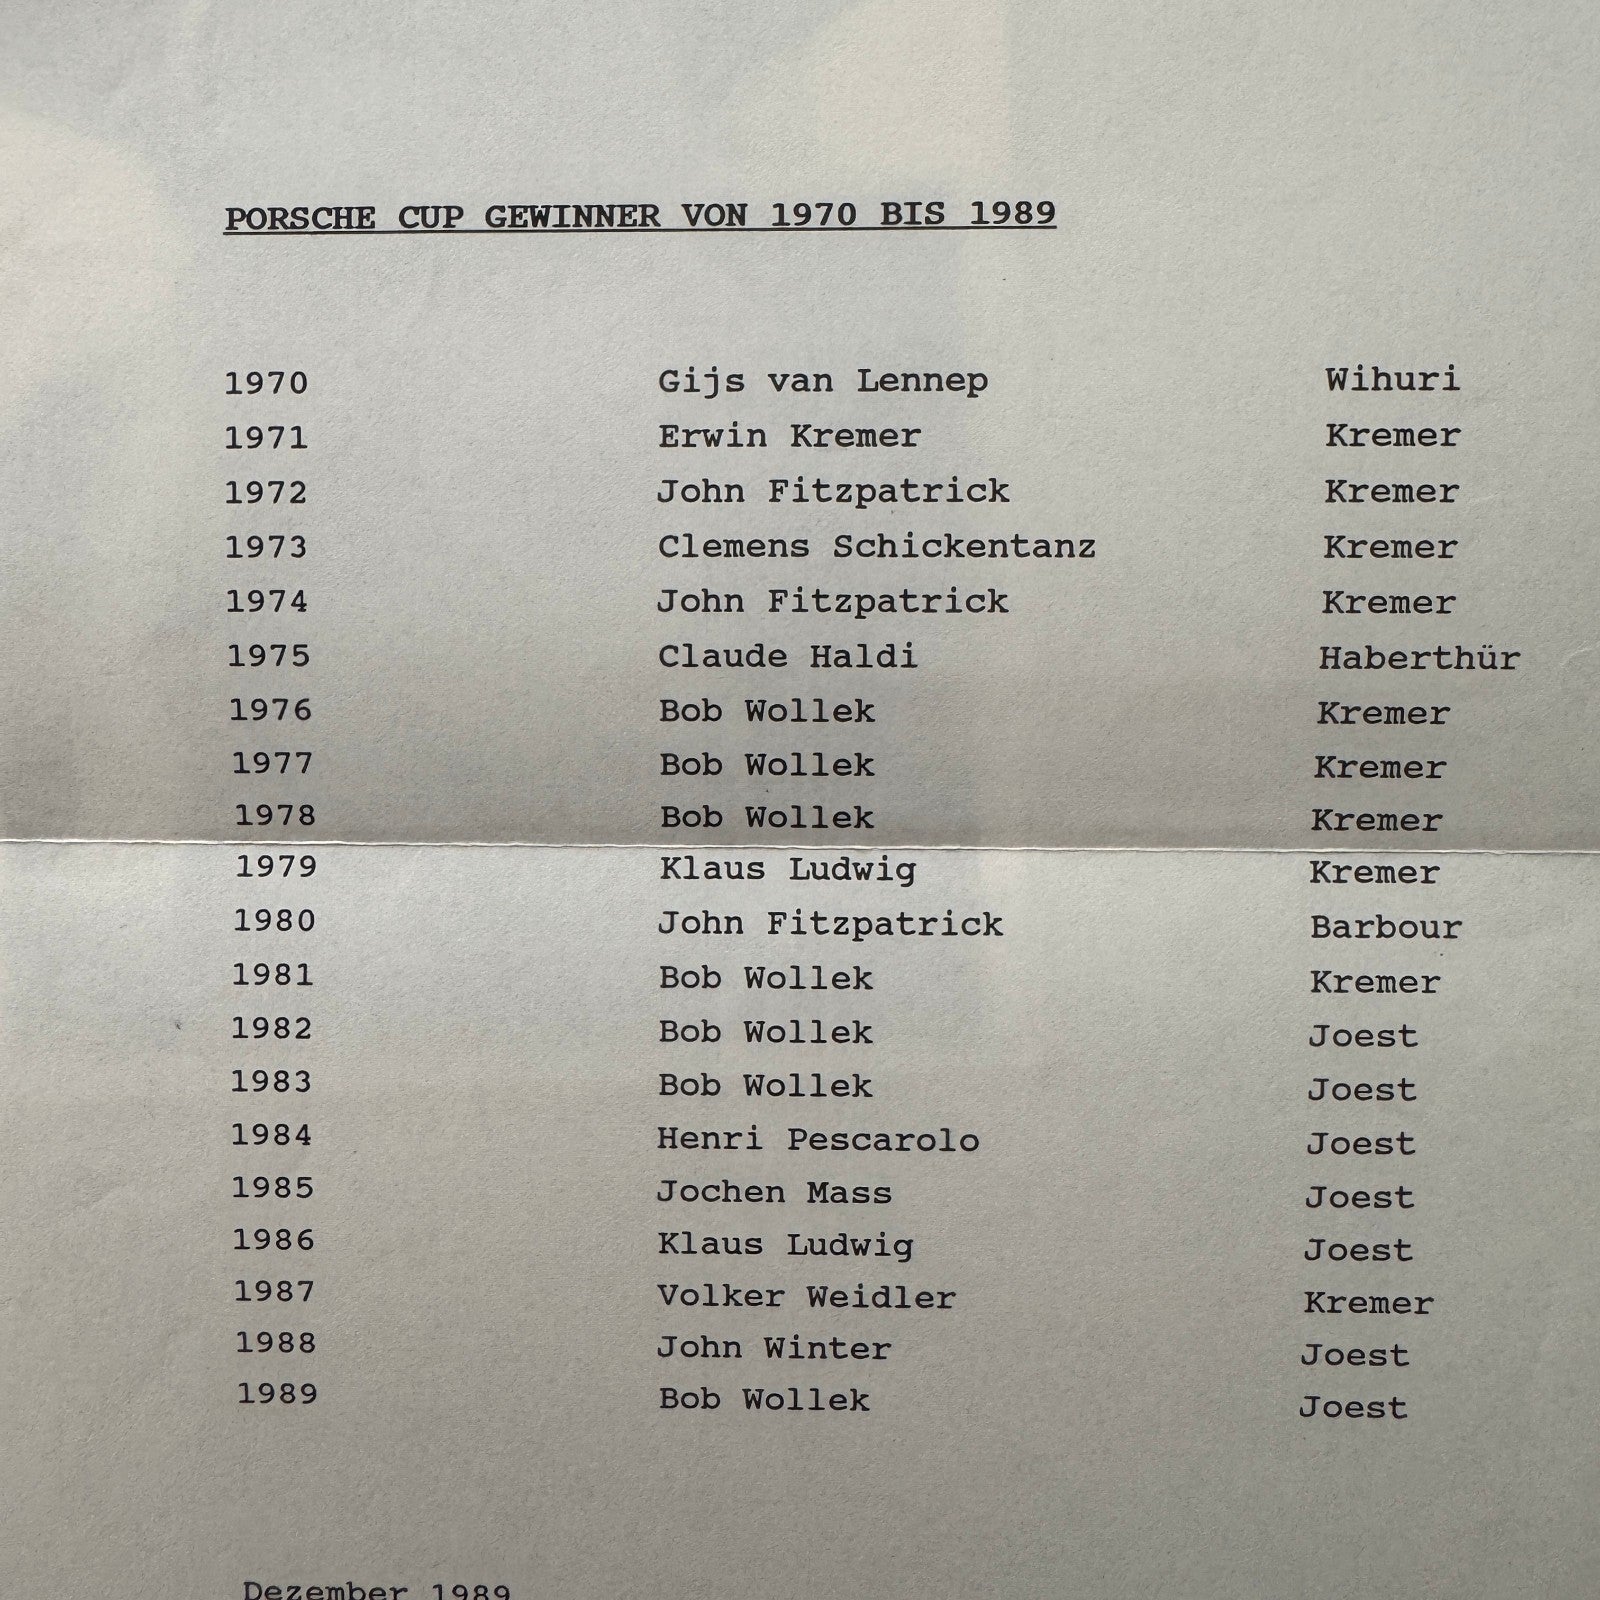 PORSCHE CUP GEWINNER VON 1970 BIS 1989
1970 Gijs van Lennep Wihuri
1971 Erwin Kremer Kremer
1972 John Fitzpatrick Kremer
1973 Clemens Schickentanz Kremer
1974 John Fitzpatrick Kremer
1975 Claude Haldi Haberthür
1976 Bob Wollek Kremer
1977 Bob Wollek Kremer
1978 Bob Wollek Kremer
1979 Klaus Ludwig Kremer
1980 John Fitzpatrick Barbour
1981 Bob Wollek Kremer
1982 Bob Wollek Joest
1983 Bob Wollek Joest
1984 Henri Pescarolo Joest
1985 Jochen Mass Joest
1986 Klaus Ludwig Joest
1987 Volker Weidler Kremer
1988 John Winter Joest
1989 Bob Wollek Joest
Dezember 1989